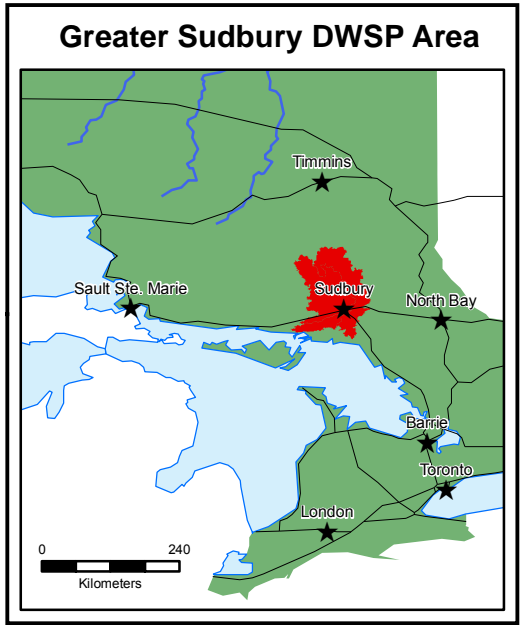 Greater Sudbury DWSP Area
Timmins
Sault Ste. Marie
Sudbury
North Bay
Barrie
Toronto
London
0 240
Kilometers